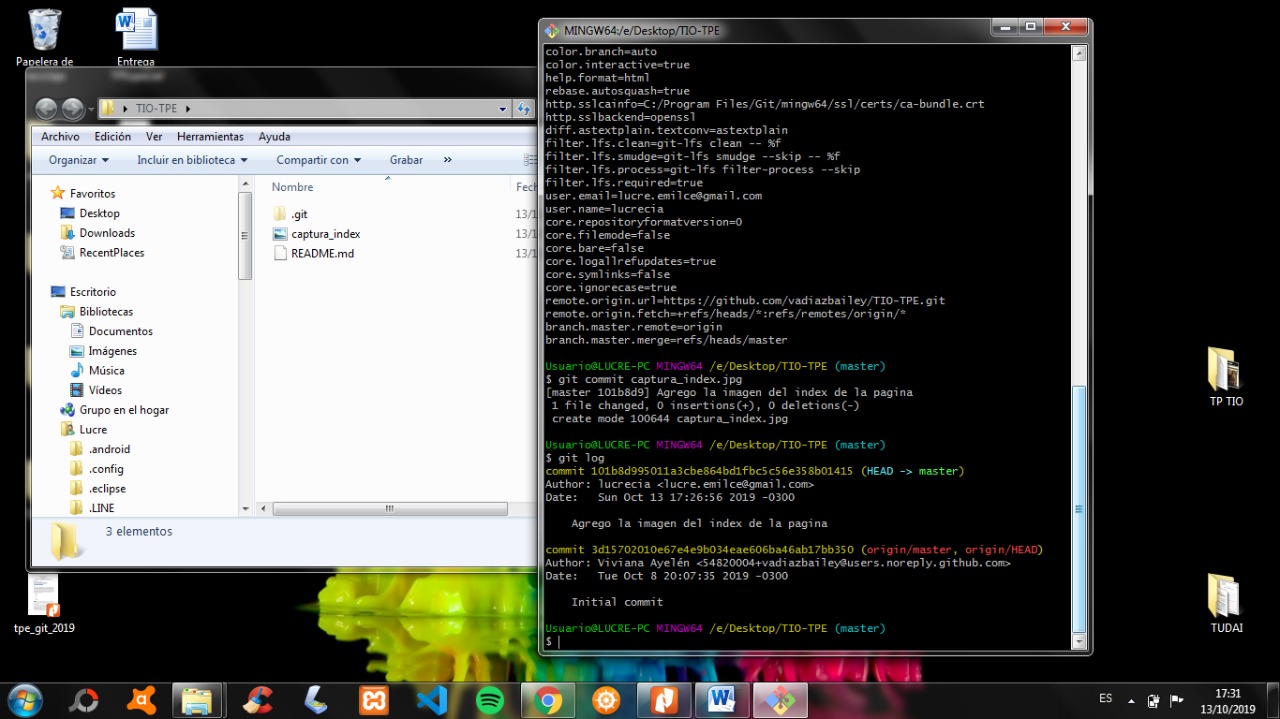 Papelera de
Entrega
TIO-TPE
Archivo Edición Ver Herramientas Ayuda
Organizar Incluir en biblioteca Compartir con Grabar »
Nombre Fech
Favoritos
Desktop
Downloads
RecentPlaces
Escritorio
Bibliotecas
Documentos
Imágenes
Música
Vídeos
Grupo en el hogar
Lucre
.android
.config
.eclipse
.LINE
.git 13/1
captura_index 13/1
README.md 13/1
3 elementos
MINGW64:/e/Desktop/TIO-TPE
color.branch=auto
color.interactive=true
help.format=html
rebase.autosquash=true
http.sslcainfo=C:/Program Files/Git/mingw64/ssl/certs/ca-bundle.crt
http.sslbackend=openssl
diff.astextplain.textconv=astextplain
filter.lfs.clean=git-lfs clean -- %f
filter.lfs.smudge=git-lfs smudge --skip -- %f
filter.lfs.process=git-lfs filter-process --skip
filter.lfs.required=true
user.email=lucre.emilce@gmail.com
user.name=lucrecia
core.repositoryformatversion=0
core.filemode=false
core.bare=false
core.logallrefupdates=true
core.symlinks=false
core.ignorecase=true
remote.origin.url=https://github.com/vadiazbailey/TIO-TPE.git
remote.origin.fetch=+refs/heads/*:refs/remotes/origin/*
branch.master.remote=origin
branch.master.merge=refs/heads/master
Usuario@LUCRE-PC MINGW64 /e/Desktop/TIO-TPE (master)
$ git commit captura_index.jpg
[master 101b8d9] Agrego la imagen del index de la pagina
1 file changed, 0 insertions(+), 0 deletions(-)
create mode 100644 captura_index.jpg
Usuario@LUCRE-PC MINGW64 /e/Desktop/TIO-TPE (master)
$ git log
commit 101b8d995011a3cbe864bd1fbc5c56e358b01415 (HEAD -> master)
Author: lucrecia <lucre.emilce@gmail.com>
Date: Sun Oct 13 17:26:56 2019 -0300
Agrego la imagen del index de la pagina
commit 3d15702010e67e4e9b034eae606ba46ab17bb350 (origin/master, origin/HEAD)
Author: Viviana Ayelén <54820004+vadiazbailey@users.noreply.github.com>
Date: Tue Oct 8 20:07:35 2019 -0300
Initial commit
Usuario@LUCRE-PC MINGW64 /e/Desktop/TIO-TPE (master)
$
TP TIO
TUDAI
tpe_git_2019
ES
17:31
13/10/2019